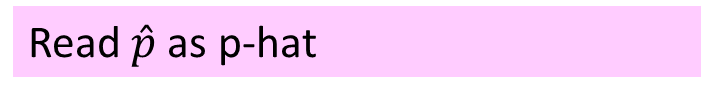 Read p̂ as p-hat